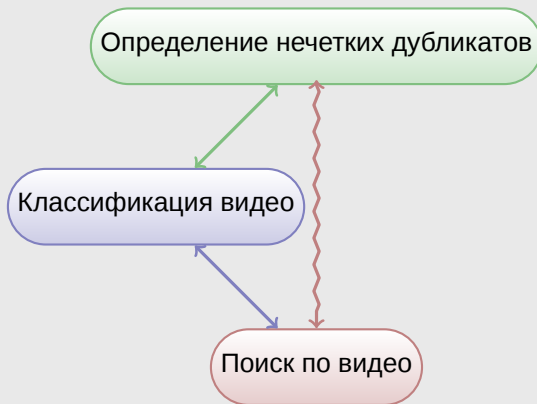 Определение нечетких дубликатов
Классификация видео
Поиск по видео